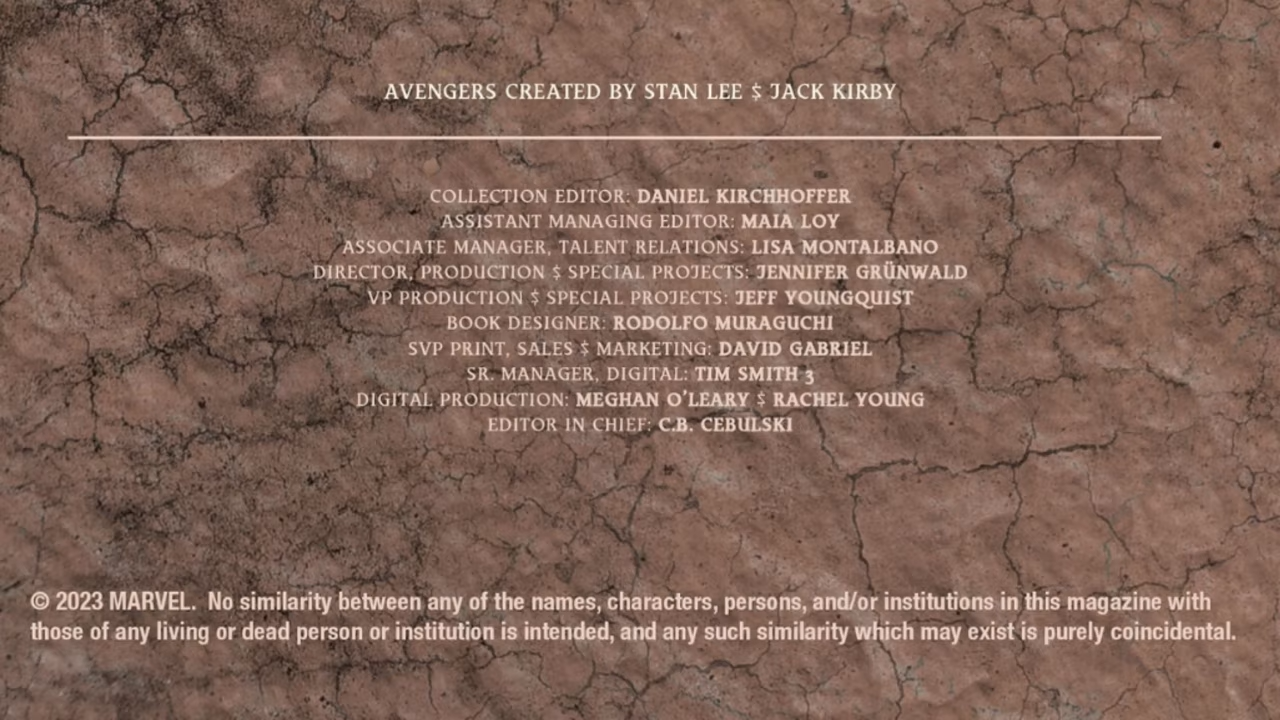 AVENGERS CREATED BY STAN LEE $ JACK KIRBY
COLLECTION EDITOR: DANIEL KIRCHHOFFER
ASSISTANT MANAGING EDITOR: MAIA LOY
ASSOCIATE MANAGER, TALENT RELATIONS: LISA MONTALBANO
DIRECTOR, PRODUCTION $ SPECIAL PROJECTS: JENNIFER GRÜNWALD
VP PRODUCTION $ SPECIAL PROJECTS: JEFF YOUNGQUIST
BOOK DESIGNER: RODOLFO MURAGUCHI
SVP PRINT, SALES $ MARKETING: DAVID GABRIEL
SR. MANAGER, DIGITAL: TIM SMITH 3
DIGITAL PRODUCTION: MEGHAN O'LEARY $ RACHEL YOUNG
EDITOR IN CHIEF: C.B. CEBULSKI
© 2023 MARVEL. No similarity between any of the names, characters, persons, and/or institutions in this magazine with
those of any living or dead person or institution is intended, and any such similarity which may exist is purely coincidental.